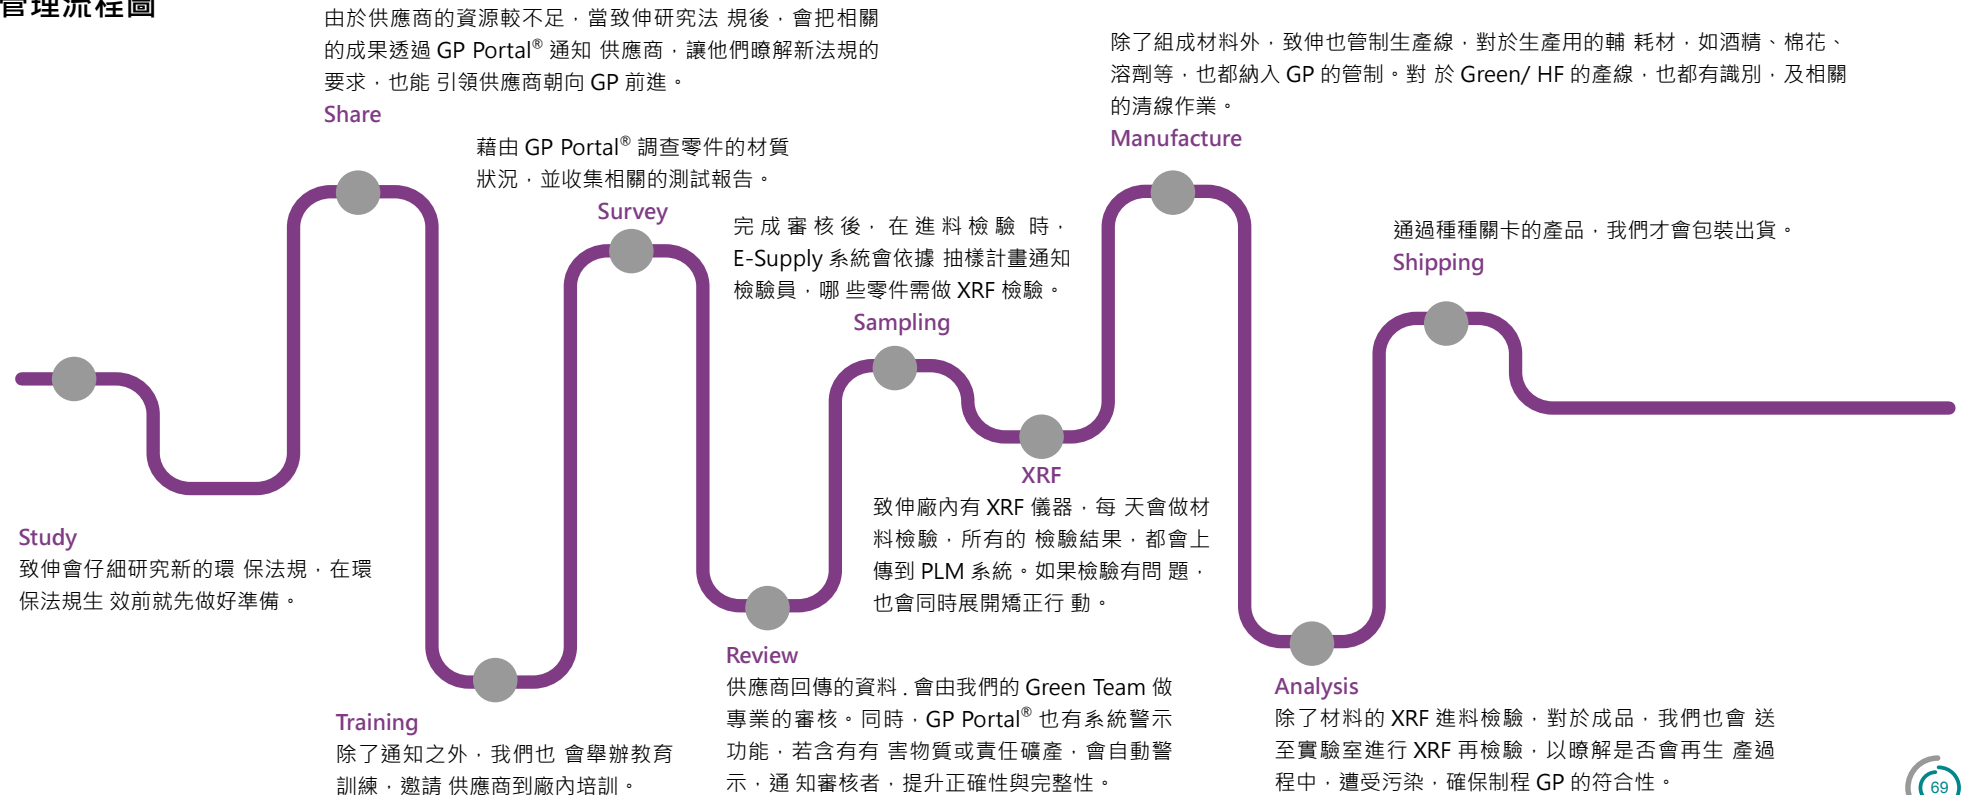 管理流程圖
由於供應商的資源較不足，當致伸研究法 規後，會把相關
的成果透過 GP Portal® 通知 供應商，讓他們瞭解新法規的
要求，也能 引領供應商朝向 GP 前進。
Share
藉由 GP Portal® 調查零件的材質
狀況，並收集相關的測試報告。
Survey
完成審核後，在進料檢驗 時，
E-Supply 系統會依據 抽樣計畫通知
檢驗員，哪 些零件需做 XRF 檢驗。
Sampling
除了組成材料外，致伸也管制生產線，對於生產用的輔 耗材，如酒精、棉花、
溶劑等，也都納入 GP 的管制。對 於 Green/ HF 的產線，也都有識別，及相關
的清線作業。
Manufacture
通過種種關卡的產品，我們才會包裝出貨。
Shipping
Study
致伸會仔細研究新的環 保法規，在環
保法規生 效前就先做好準備。
Training
除了通知之外，我們也 會舉辦教育
訓練，邀請 供應商到廠內培訓。
Review
供應商回傳的資料 . 會由我們的 Green Team 做
專業的審核。同時，GP Portal® 也有系統警示
功能，若含有有 害物質或責任礦產，會自動警
示，通 知審核者，提升正確性與完整性。
XRF
致伸廠內有 XRF 儀器，每 天會做材
料檢驗，所有的 檢驗結果，都會上
傳到 PLM 系統。如果檢驗有問 題，
也會同時展開矯正行 動。
Analysis
除了材料的 XRF 進料檢驗，對於成品，我們也會 送
至實驗室進行 XRF 再檢驗，以瞭解是否會再生 產過
程中，遭受污染，確保制程 GP 的符合性。
69